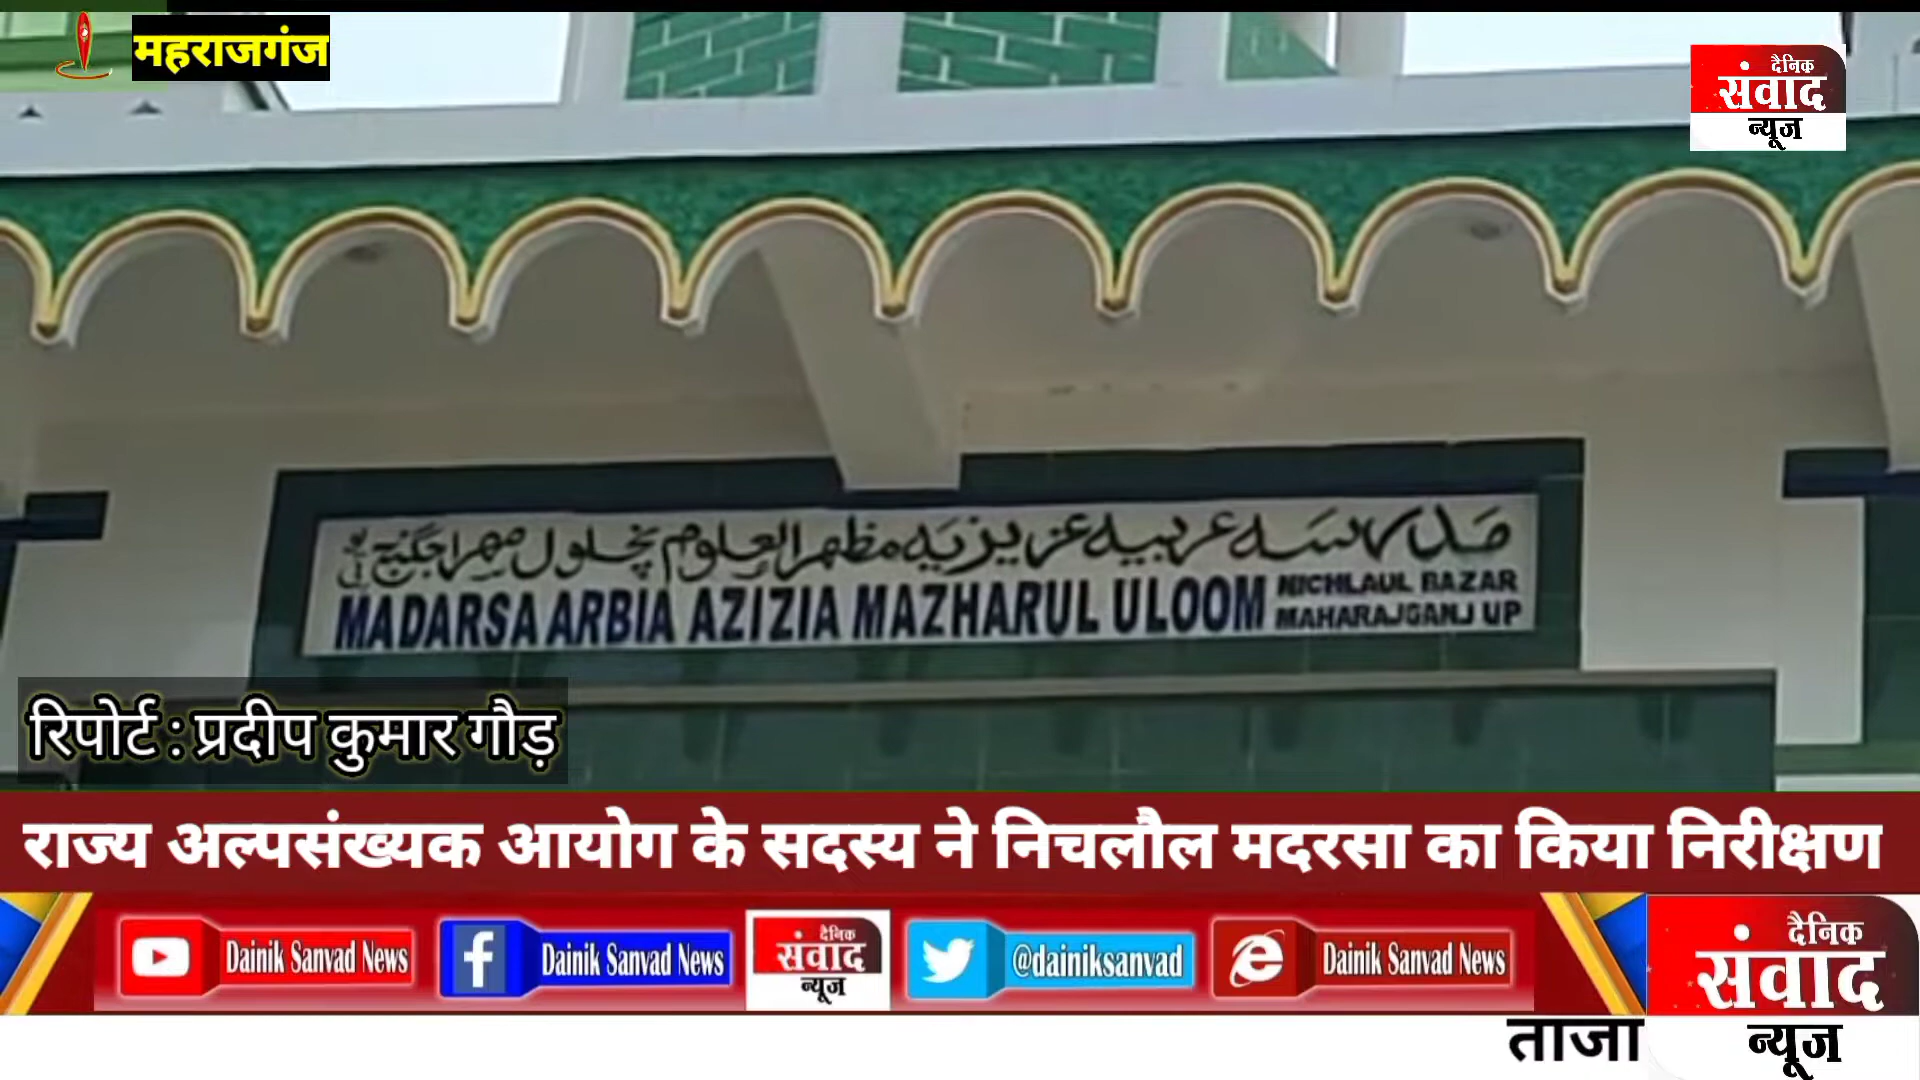 महराजगंज
दैनिक
संवाद
न्यूज
مدرسہ عربیہ عزیزیہ مظہر العلوم نچلول مہراجگنج یوپی
MADARSA ARBIA AZIZIA MAZHARUL ULOOM NICHLAUL BAZAR
MAHARAJGANJ UP
रिपोर्ट : प्रदीप कुमार गौड़
राज्य अल्पसंख्यक आयोग के सदस्य ने निचलौल मदरसा का किया निरीक्षण
Dainik Sanvad News
Dainik Sanvad News
दैनिक
संवाद
न्यूज
@dainiksanvad
Dainik Sanvad News
दैनिक
संवाद
न्यूज
ताजा